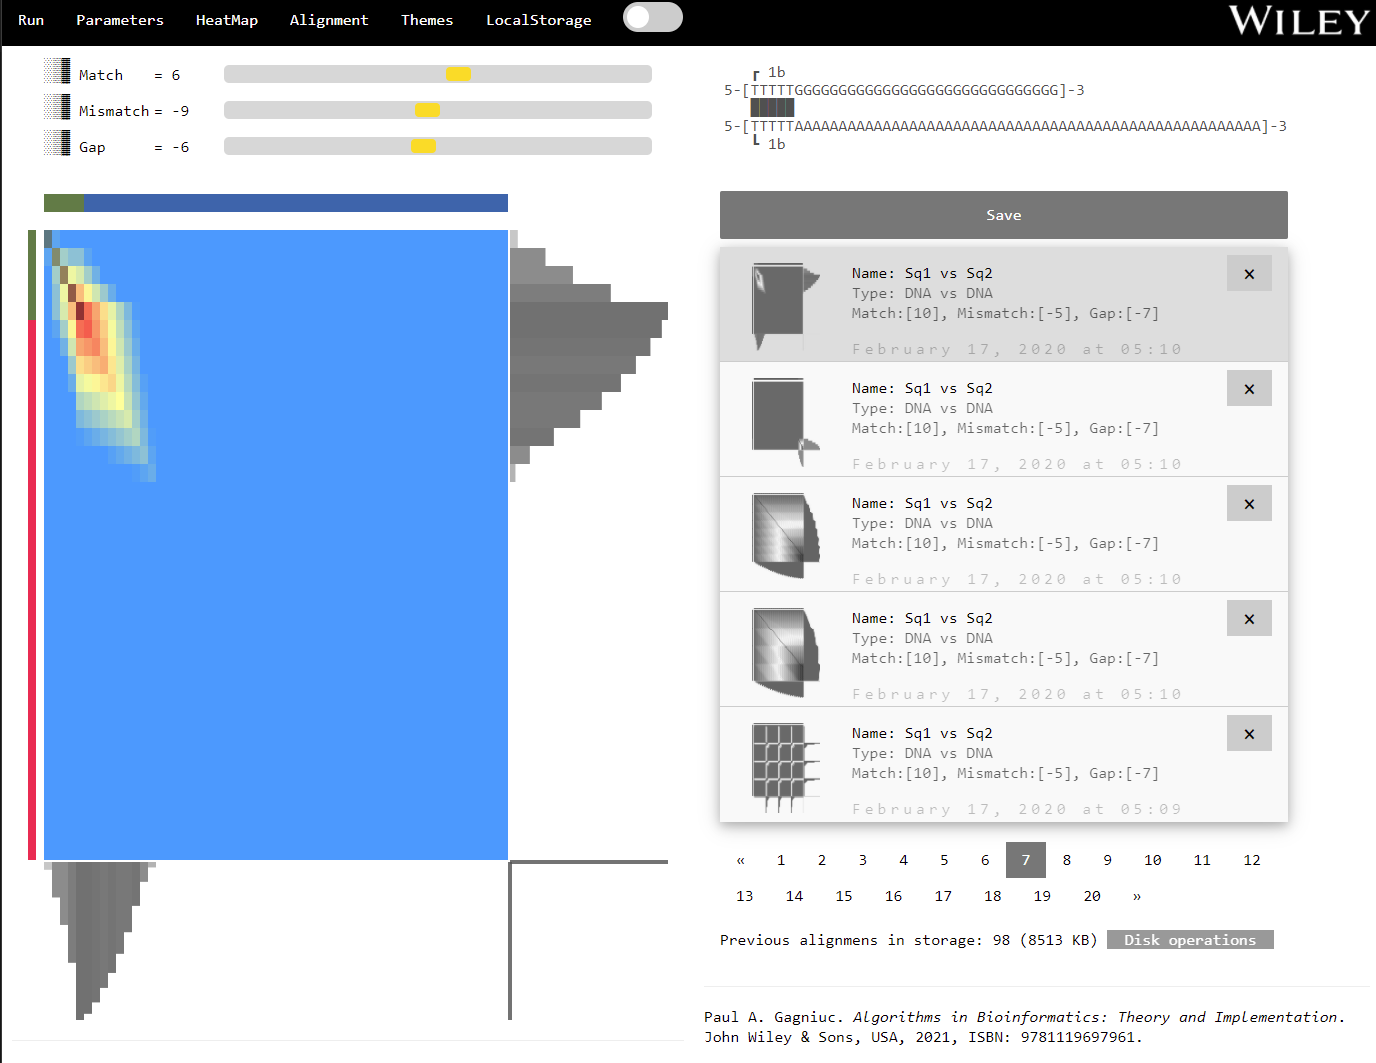 Run Parameters HeatMap Alignment Themes LocalStorage WILEY
Match = 6
Mismatch = -9
Gap = -6
┏ 1b
5-[TTTTTGGGGGGGGGGGGGGGGGGGGGGGGGGGGGG]-3
5-[TTTTTAAAAAAAAAAAAAAAAAAAAAAAAAAAAAAAAAAAAAAAAAAAAAAAAAAAAA]-3
┗ 1b
Save
Name: Sq1 vs Sq2 ×
Type: DNA vs DNA
Match:[10], Mismatch:[-5], Gap:[-7]
February 17, 2020 at 05:10
Name: Sq1 vs Sq2 ×
Type: DNA vs DNA
Match:[10], Mismatch:[-5], Gap:[-7]
February 17, 2020 at 05:10
Name: Sq1 vs Sq2 ×
Type: DNA vs DNA
Match:[10], Mismatch:[-5], Gap:[-7]
February 17, 2020 at 05:10
Name: Sq1 vs Sq2 ×
Type: DNA vs DNA
Match:[10], Mismatch:[-5], Gap:[-7]
February 17, 2020 at 05:10
Name: Sq1 vs Sq2 ×
Type: DNA vs DNA
Match:[10], Mismatch:[-5], Gap:[-7]
February 17, 2020 at 05:09
« 1 2 3 4 5 6 7 8 9 10 11 12
13 14 15 16 17 18 19 20 »
Previous alignmens in storage: 98 (8513 KB) Disk operations
Paul A. Gagniuc. Algorithms in Bioinformatics: Theory and Implementation.
John Wiley & Sons, USA, 2021, ISBN: 9781119697961.